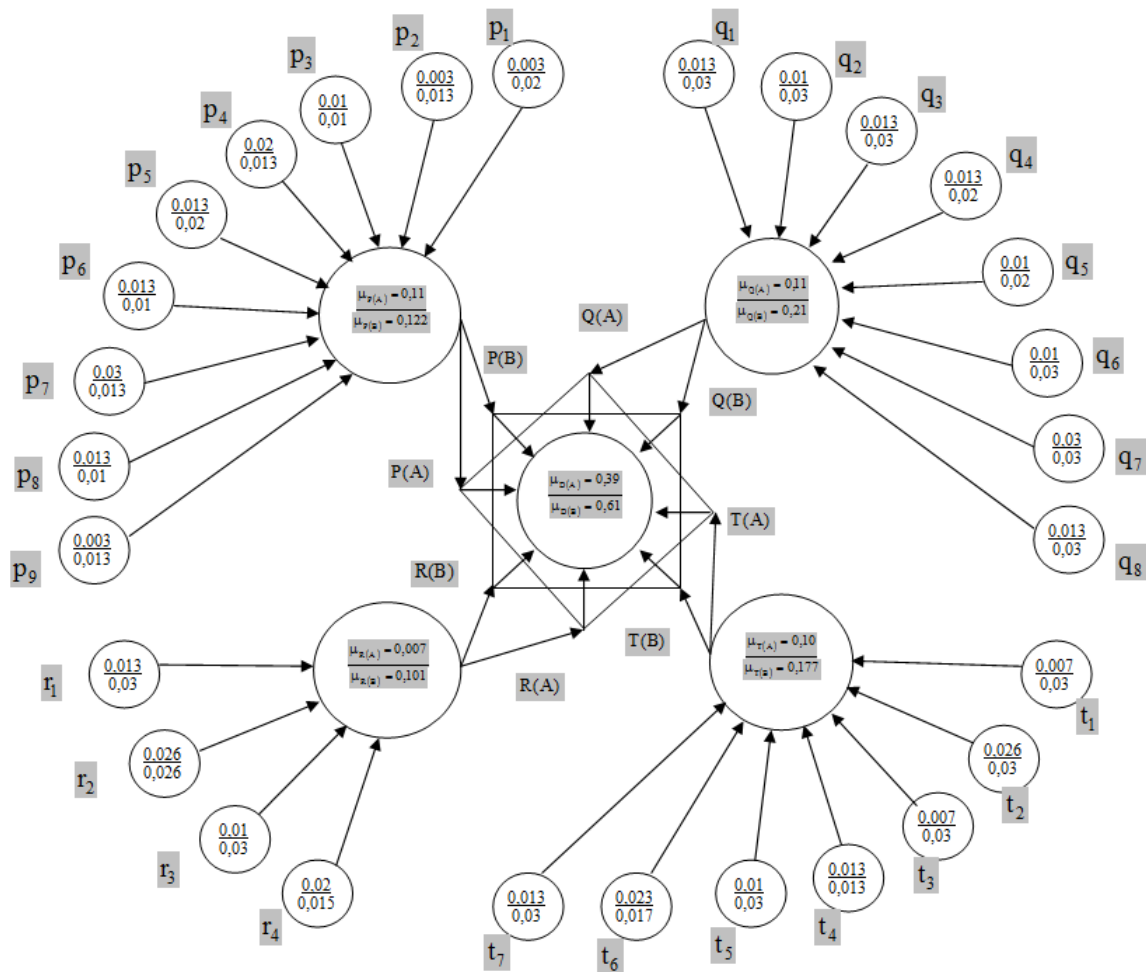 p₁
0,003
0,02
p₂
0,003
0,013
p₃
0,01
0,01
p₄
0,02
0,013
p₅
0,013
0,02
p₆
0,013
0,01
p₇
0,03
0,013
p₈
0,013
0,01
p₉
0,003
0,013
μP(A) = 0,11
μP(B) = 0,122
q₁
0,013
0,03
q₂
0,01
0,03
q₃
0,013
0,03
q₄
0,013
0,02
q₅
0,01
0,02
q₆
0,01
0,03
q₇
0,03
0,03
q₈
0,013
0,03
μQ(A) = 0,11
μQ(B) = 0,21
Q(A)
P(B)
Q(B)
P(A)
μD(A) = 0,39
μD(B) = 0,61
T(A)
R(B)
T(B)
R(A)
μR(A) = 0,007
μR(B) = 0,101
r₁
0,013
0,03
r₂
0,026
0,026
r₃
0,01
0,03
r₄
0,02
0,015
μT(A) = 0,10
μT(B) = 0,177
0,007
0,03
t₁
0,026
0,03
t₂
0,007
0,03
t₃
0,013
0,013
t₄
0,01
0,03
t₅
0,023
0,017
t₆
0,013
0,03
t₇